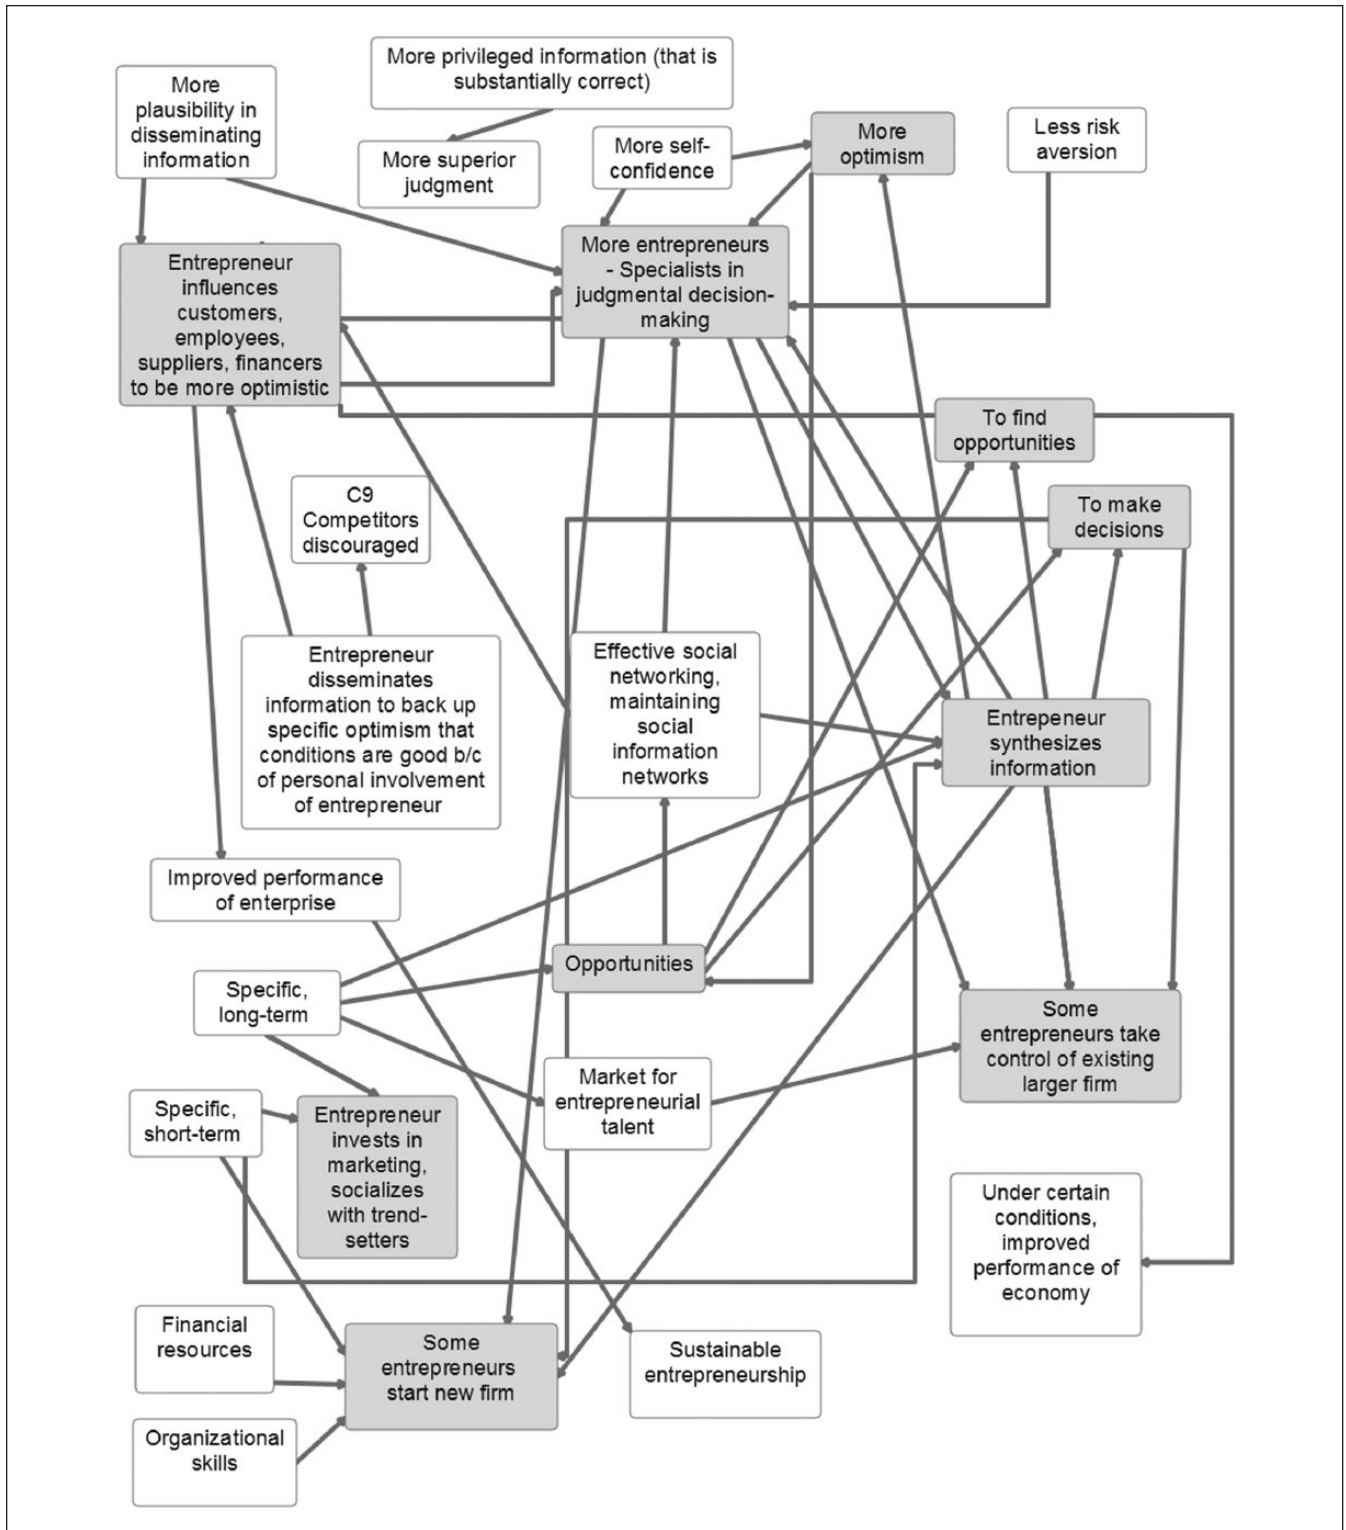 More privileged information (that is
substantially correct)
More
plausibility in
disseminating
information
More superior
judgment
More self-
confidence
More
optimism
Less risk
aversion
Entrepreneur
influences
customers,
employees,
suppliers, financers
to be more optimistic
More entrepreneurs
- Specialists in
judgmental decision-
making
To find
opportunities
C9
Competitors
discouraged
To make
decisions
Entrepreneur
disseminates
information to back up
specific optimism that
conditions are good b/c
of personal involvement
of entrepreneur
Effective social
networking,
maintaining
social
information
networks
Entrepeneur
synthesizes
information
Improved performance
of enterprise
Opportunities
Specific,
long-term
Some
entrepreneurs take
control of existing
larger firm
Market for
entrepreneurial
talent
Specific,
short-term
Entrepreneur
invests in
marketing,
socializes
with trend-
setters
Under certain
conditions,
improved
performance of
economy
Financial
resources
Some
entrepreneurs
start new firm
Sustainable
entrepreneurship
Organizational
skills